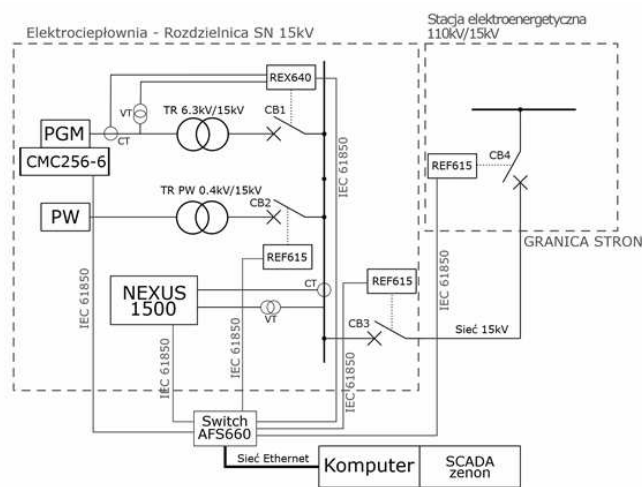 Elektrociepłownia - Rozdzielnica SN 15kV
Stacja elektroenergetyczna
110kV/15kV
REX640
VT
TR 6.3kV/15kV
CB1
PGM
CT
CMC256-6
IEC 61850
REF615
CB4
TR PW 0.4kV/15kV
PW
CB2
REF615
GRANICA STRON
CT
REF615
NEXUS
1500
VT
CB3
Sieć 15kV
IEC 61850
IEC 61850
IEC 61850
IEC 61850
IEC 61850
Switch
AFS660
Sieć Ethernet
Komputer
SCADA
zenon